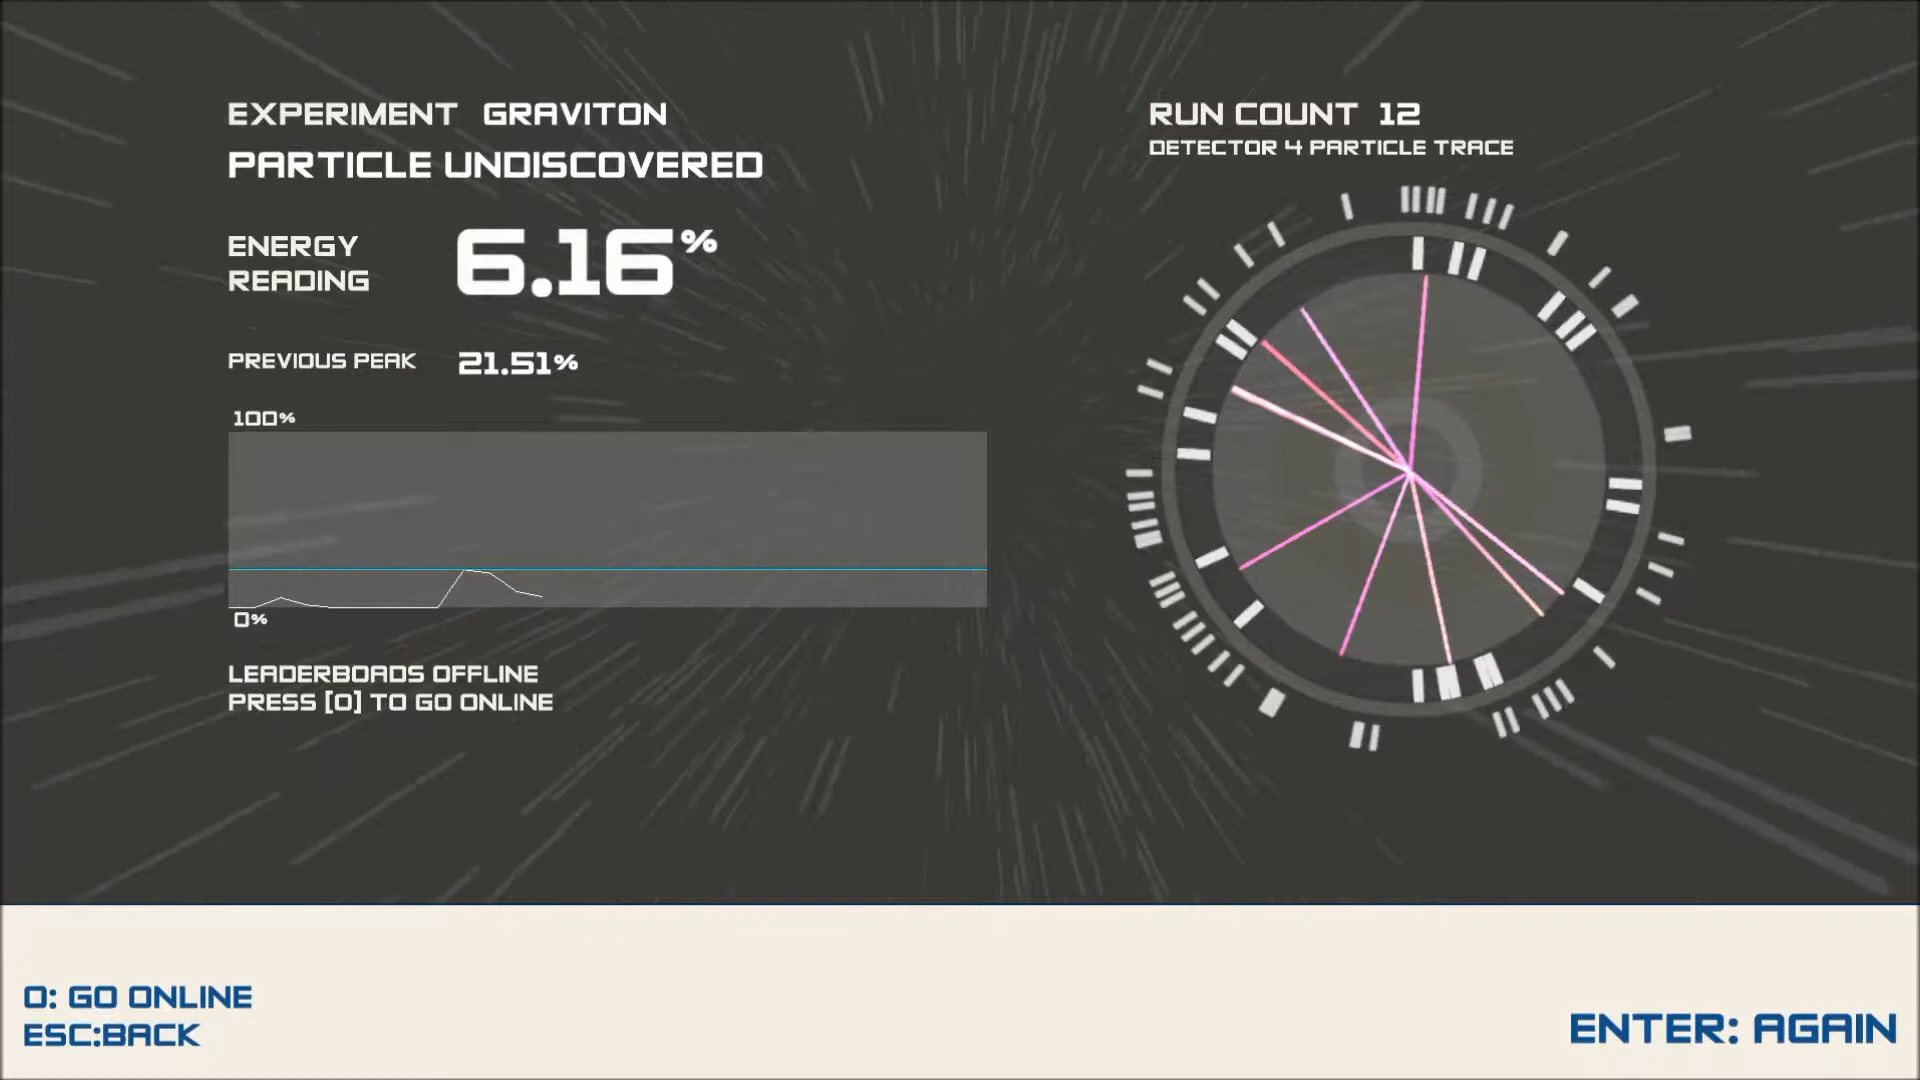 EXPERIMENT GRAVITON
PARTICLE UNDISCOVERED
ENERGY
READING
6.16%
PREVIOUS PEAK 21.51%
100%
0%
LEADERBOADS OFFLINE
PRESS [O] TO GO ONLINE
RUN COUNT 12
DETECTOR 4 PARTICLE TRACE
O: GO ONLINE
ESC:BACK
ENTER: AGAIN